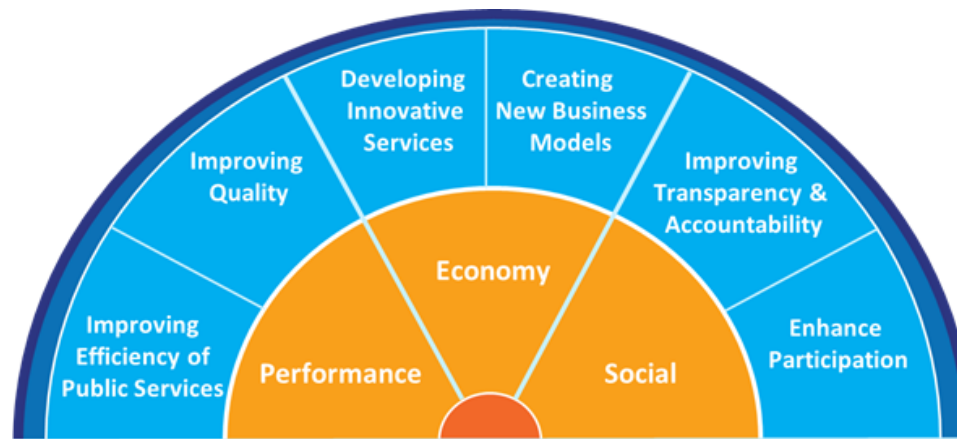 Improving
Efficiency of
Public Services
Improving
Quality
Developing
Innovative
Services
Creating
New Business
Models
Improving
Transparency &
Accountability
Enhance
Participation
Performance
Economy
Social